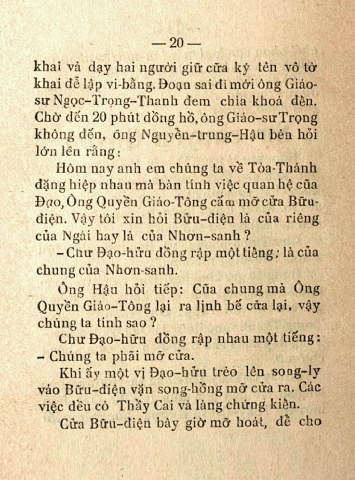 — 20 —
khai và dạy hai người giữ cữa ký tên vô tờ
khai để lập vi-bằng. Đoạn sai đi mời ông Giáo-
sư Ngọc-Trọng-Thanh đem chia khoá đến.
Chờ đến 20 phút đồng hồ, ông Giáo-sư Trọng
không đến, ông Nguyễn-trung-Hậu bèn hỏi
lớn lên rằng:
Hôm nay anh em chúng ta về Tòa-Thánh
đặng hiệp nhau mà bàn tính việc quan hệ của
Đạo, Ông Quyền Giáo-Tông cấm mỡ cửa Bữu-
điện. Vậy tôi xin hỏi Bữu-điện là của riêng
của Ngài hay là của Nhơn-sanh ?
— Chư Đạo-hữu đồng rập một tiếng; là của
chung của Nhơn-sanh.
Ông Hậu hỏi tiếp: Của chung mà Ông
Quyền Giáo-Tông lại ra lịnh bế cửa lại, vậy
chúng ta tính sao ?
Chư Đạo-hữu đồng rập nhau một tiếng:
– Chúng ta phãi mỡ cửa.
Khi ấy một vị Đạo-hữu trèo lên song-ly
vào Bữu-điện vặn song-hồng mỡ cửa ra. Các
việc đều có Thầy Cai và làng chứng kiến.
Cửa Bữu-điện bây giờ mỡ hoát, để cho